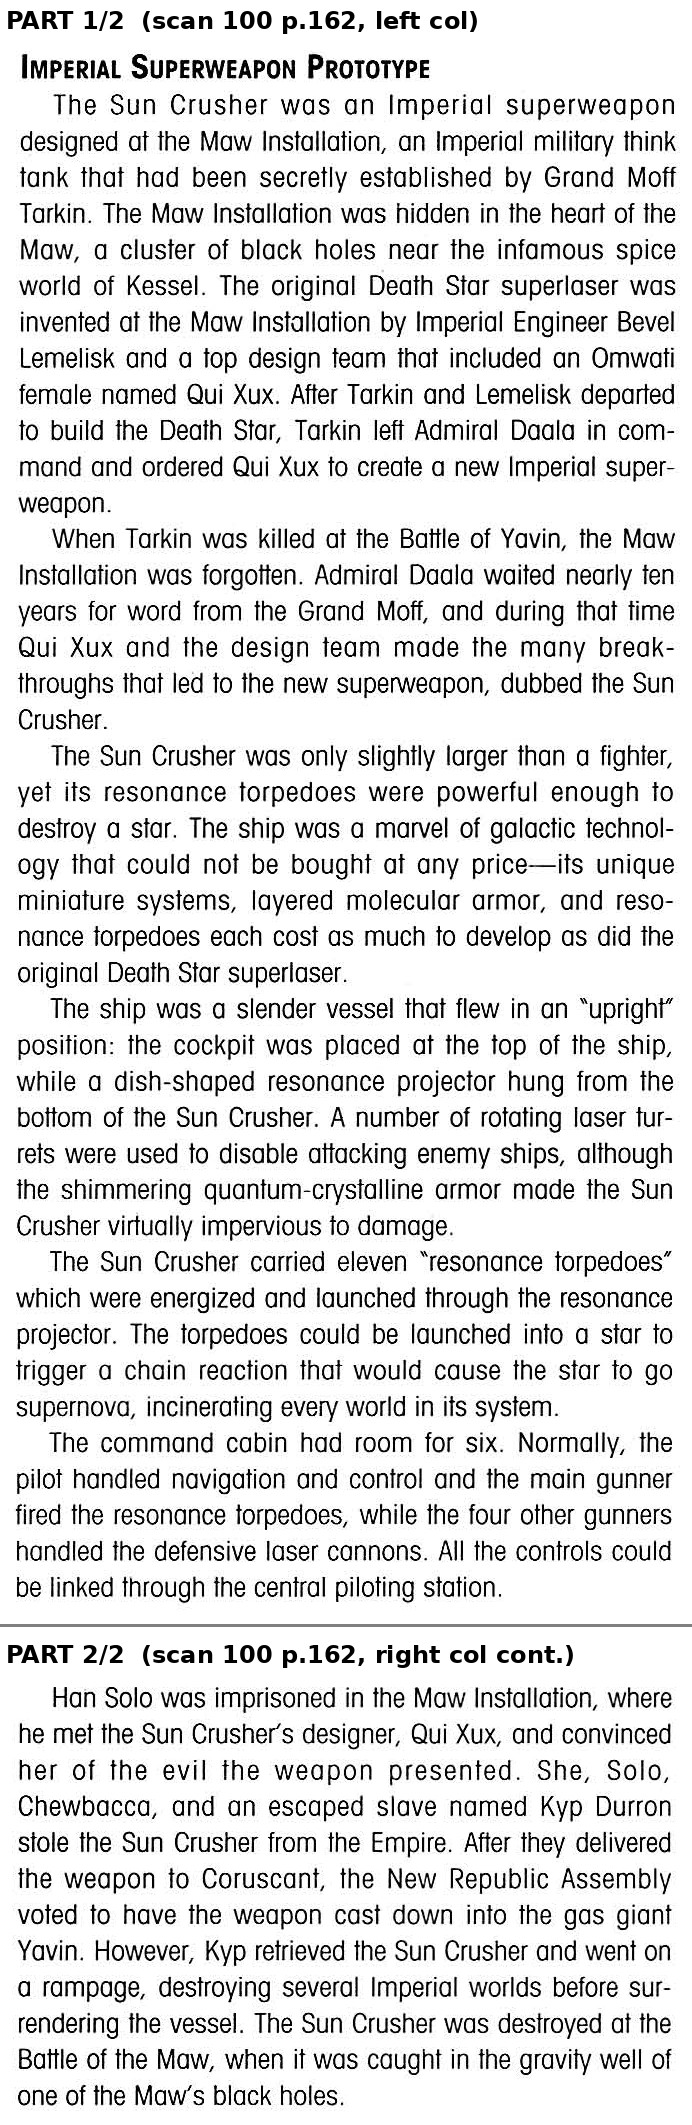 PART 1/2 (scan 100 p.162, left col)
IMPERIAL SUPERWEAPON PROTOTYPE
The Sun Crusher was an Imperial superweapon
designed at the Maw Installation, an Imperial military think
tank that had been secretly established by Grand Moff
Tarkin. The Maw Installation was hidden in the heart of the
Maw, a cluster of black holes near the infamous spice
world of Kessel. The original Death Star superlaser was
invented at the Maw Installation by Imperial Engineer Bevel
Lemelisk and a top design team that included an Omwati
female named Qui Xux. After Tarkin and Lemelisk departed
to build the Death Star, Tarkin left Admiral Daala in com-
mand and ordered Qui Xux to create a new Imperial super-
weapon.
When Tarkin was killed at the Battle of Yavin, the Maw
Installation was forgotten. Admiral Daala waited nearly ten
years for word from the Grand Moff, and during that time
Qui Xux and the design team made the many break-
throughs that led to the new superweapon, dubbed the Sun
Crusher.
The Sun Crusher was only slightly larger than a fighter,
yet its resonance torpedoes were powerful enough to
destroy a star. The ship was a marvel of galactic technol-
ogy that could not be bought at any price—its unique
miniature systems, layered molecular armor, and reso-
nance torpedoes each cost as much to develop as did the
original Death Star superlaser.
The ship was a slender vessel that flew in an "upright"
position: the cockpit was placed at the top of the ship,
while a dish-shaped resonance projector hung from the
bottom of the Sun Crusher. A number of rotating laser tur-
rets were used to disable attacking enemy ships, although
the shimmering quantum-crystalline armor made the Sun
Crusher virtually impervious to damage.
The Sun Crusher carried eleven "resonance torpedoes"
which were energized and launched through the resonance
projector. The torpedoes could be launched into a star to
trigger a chain reaction that would cause the star to go
supernova, incinerating every world in its system.
The command cabin had room for six. Normally, the
pilot handled navigation and control and the main gunner
fired the resonance torpedoes, while the four other gunners
handled the defensive laser cannons. All the controls could
be linked through the central piloting station.
PART 2/2 (scan 100 p.162, right col cont.)
Han Solo was imprisoned in the Maw Installation, where
he met the Sun Crusher's designer, Qui Xux, and convinced
her of the evil the weapon presented. She, Solo,
Chewbacca, and an escaped slave named Kyp Durron
stole the Sun Crusher from the Empire. After they delivered
the weapon to Coruscant, the New Republic Assembly
voted to have the weapon cast down into the gas giant
Yavin. However, Kyp retrieved the Sun Crusher and went on
a rampage, destroying several Imperial worlds before sur-
rendering the vessel. The Sun Crusher was destroyed at the
Battle of the Maw, when it was caught in the gravity well of
one of the Maw's black holes.